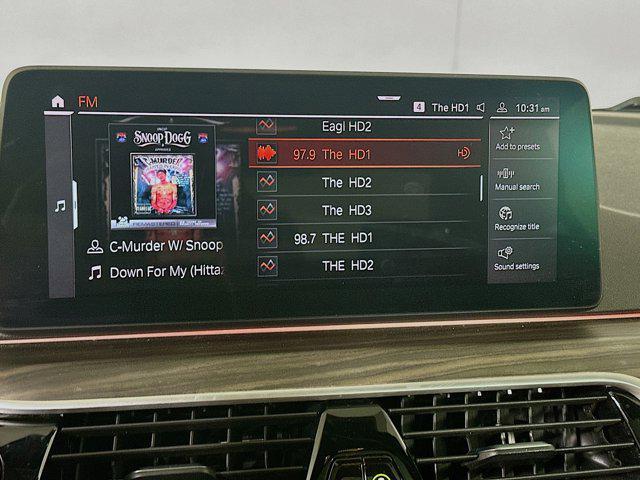 FM
4 The HD1 10:31 am
SNOOP DOGG
REMASTERED
C-Murder W/ Snoop
Down For My (Hitta
Eagl HD2
97.9 The HD1 HD
The HD2
The HD3
98.7 THE HD1
THE HD2
Add to presets
Manual search
Recognize title
Sound settings